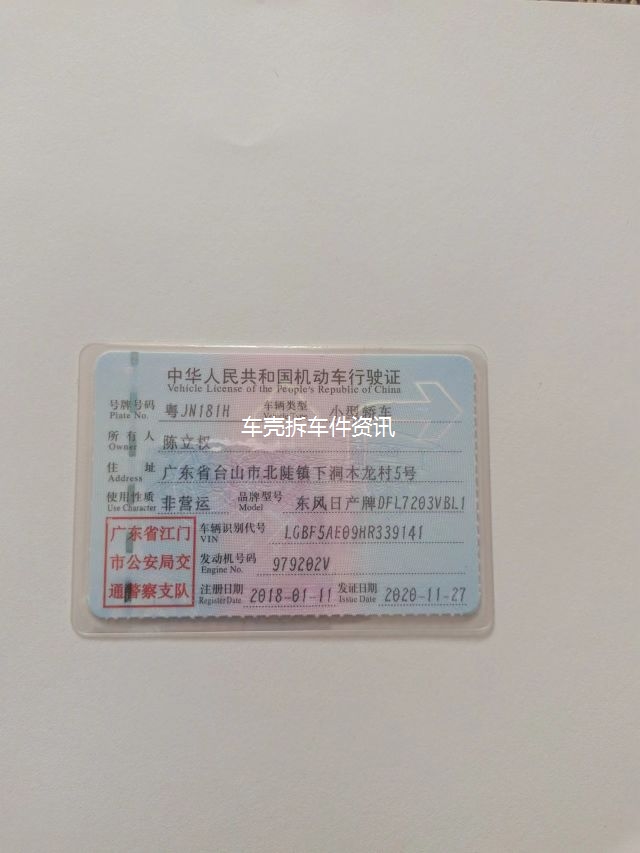 中华人民共和国机动车行驶证
Vehicle License of the People's Republic of China
号牌号码 粤JN181H 车辆类型 小型轿车
Plate No.
车壳拆车件资讯
所有人 陈立权
Owner
住址 广东省台山市北陡镇下洞木龙村5号
Address
使用性质 非营运 品牌型号 东风日产牌DFL7203VBL1
Use Character Model
广东省江门
市公安局交
通警察支队
车辆识别代号 LGBF5AE09HR339141
VIN
发动机号码 979202V
Engine No.
注册日期 2018-01-11 发证日期 2020-11-27
Register Date Issue Date